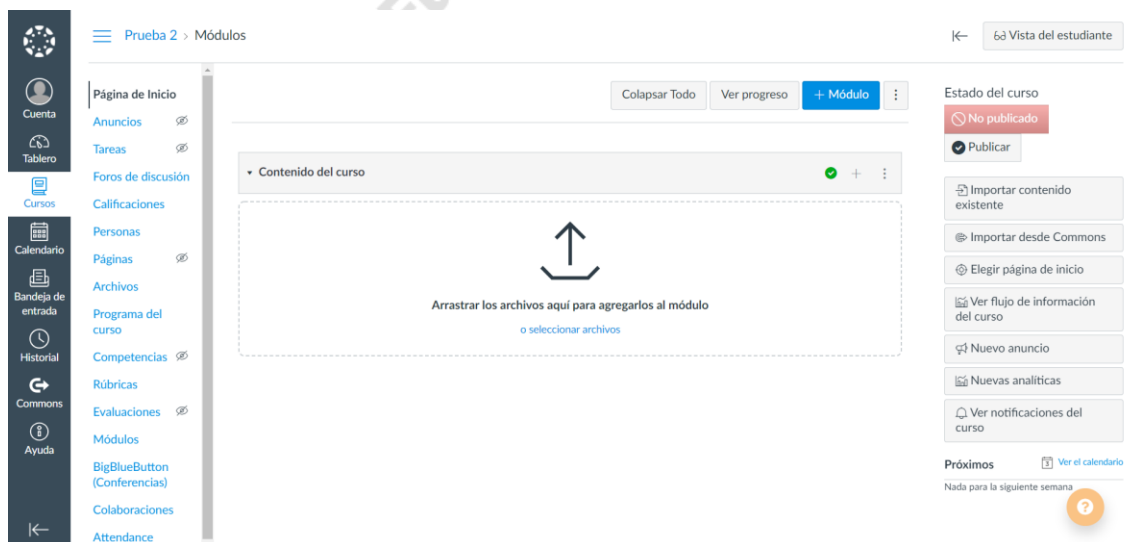 Prueba 2 > Módulos
Vista del estudiante
Cuenta
Tablero
Cursos
Calendario
Bandeja de
entrada
Historial
Commons
Ayuda
Página de Inicio
Anuncios
Tareas
Foros de discusión
Calificaciones
Personas
Páginas
Archivos
Programa del
curso
Competencias
Rúbricas
Evaluaciones
Módulos
BigBlueButton
(Conferencias)
Colaboraciones
Attendance
Colapsar Todo
Ver progreso
+ Módulo
Contenido del curso
Arrastrar los archivos aquí para agregarlos al módulo
o seleccionar archivos
Estado del curso
No publicado
Publicar
Importar contenido
existente
Importar desde Commons
Elegir página de inicio
Ver flujo de información
del curso
Nuevo anuncio
Nuevas analíticas
Ver notificaciones del
curso
Próximos
Ver el calendario
Nada para la siguiente semana
?